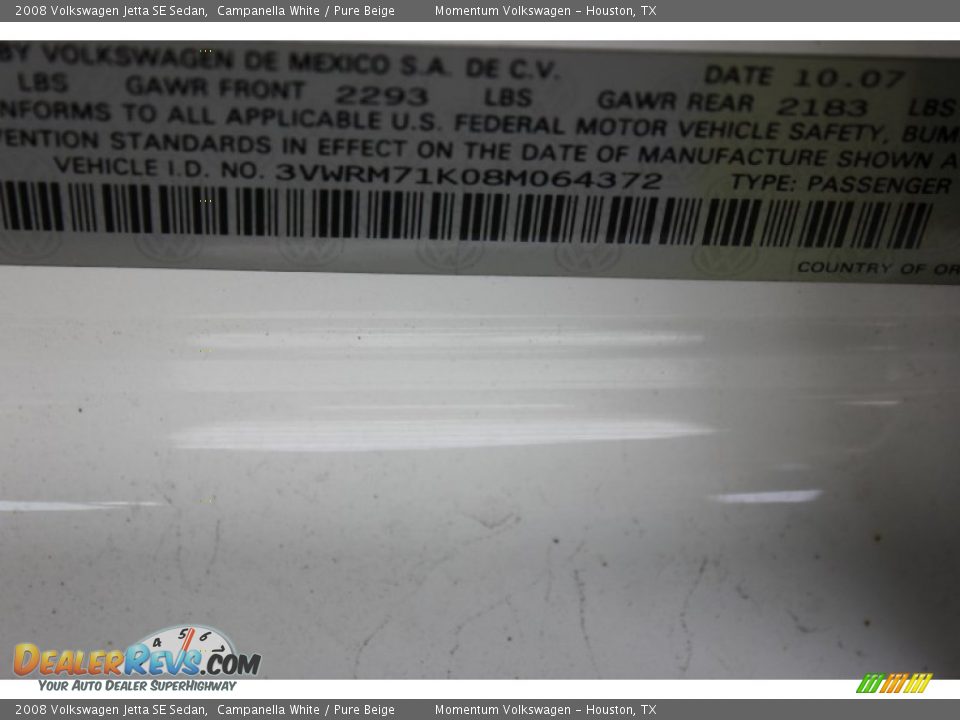 2008 Volkswagen Jetta SE Sedan, Campanella White / Pure Beige Momentum Volkswagen - Houston, TX
BY VOLKSWAGEN DE MEXICO S.A. DE C.V. DATE 10.07
LBS GAWR FRONT 2293 LBS GAWR REAR 2183 LBS
NFORMS TO ALL APPLICABLE U.S. FEDERAL MOTOR VEHICLE SAFETY, BUM
VENTION STANDARDS IN EFFECT ON THE DATE OF MANUFACTURE SHOWN A
VEHICLE I.D. NO. 3VWRM71K08M064372 TYPE: PASSENGER
COUNTRY OF OR
4 5 6 7
DEALERREVS.COM
YOUR AUTO DEALER SUPERHIGHWAY
2008 Volkswagen Jetta SE Sedan, Campanella White / Pure Beige Momentum Volkswagen - Houston, TX